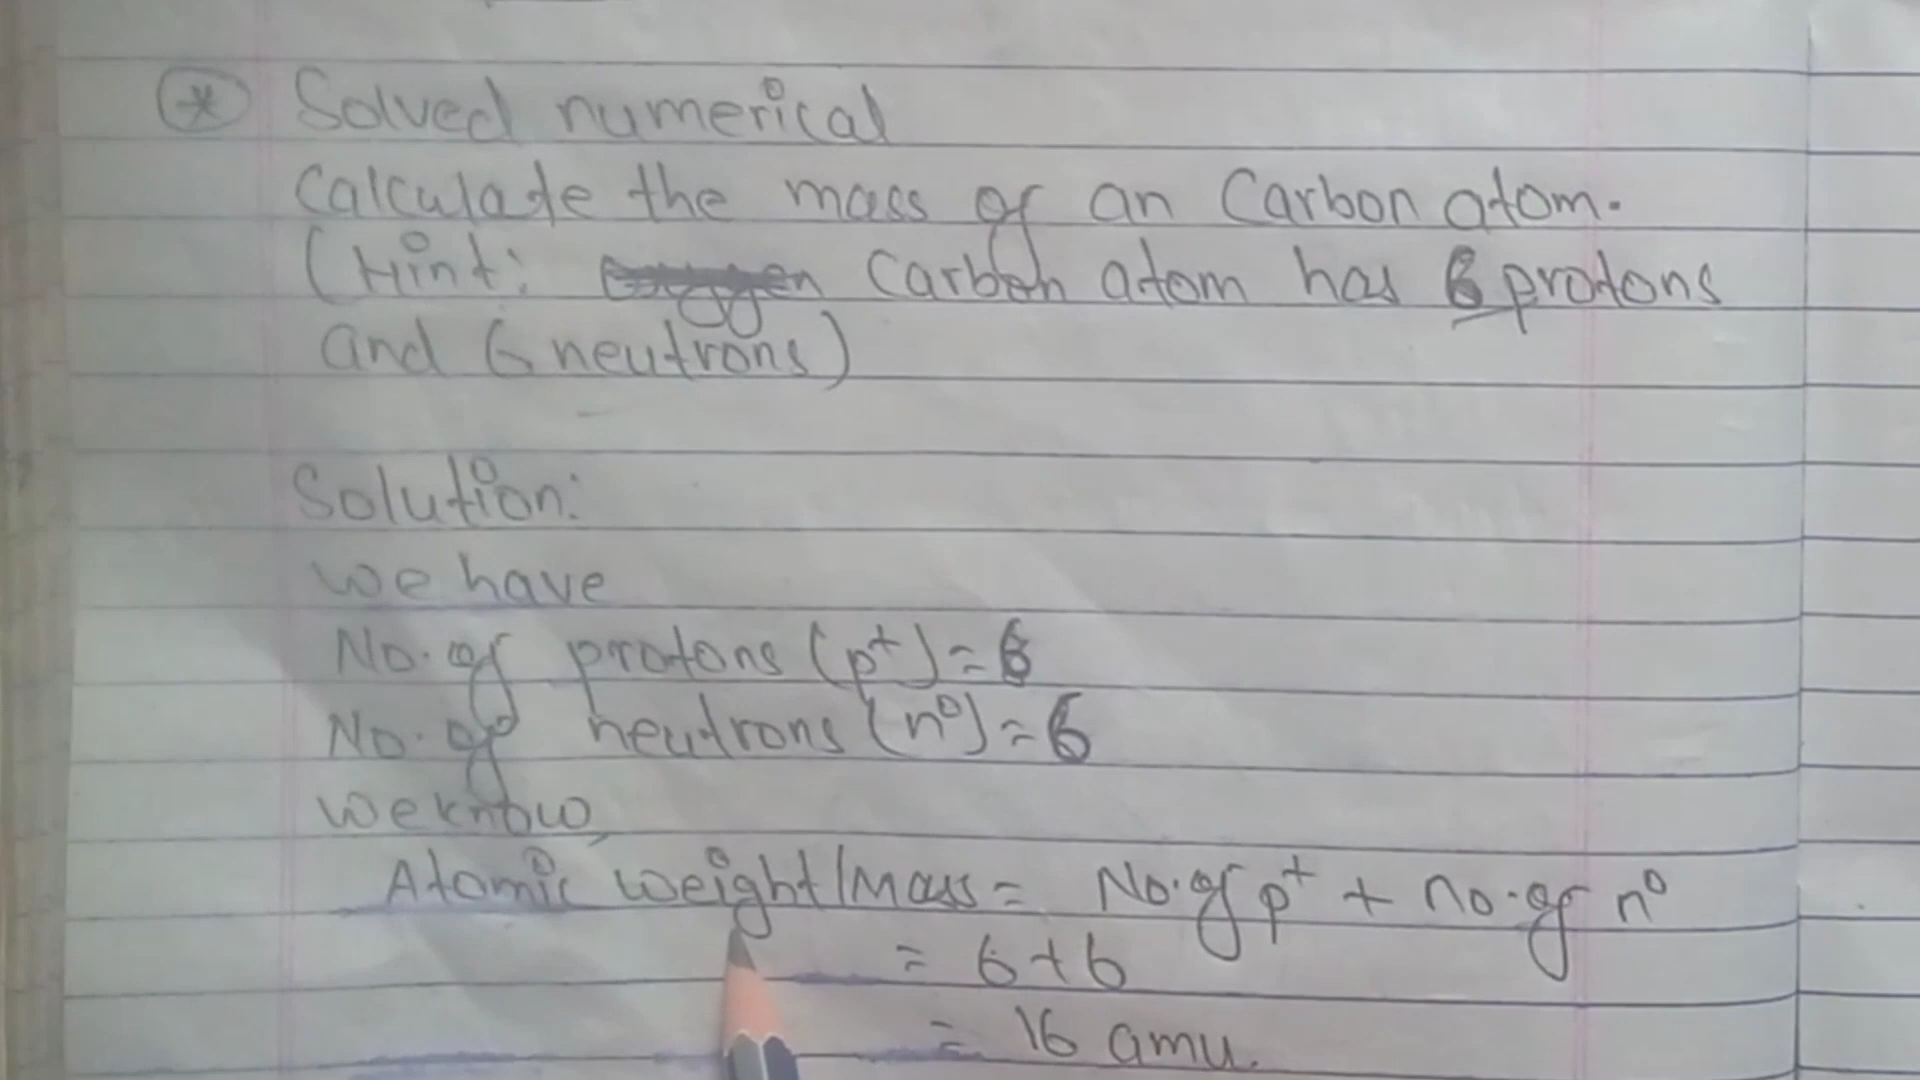 * Solved numerical
Calculate the mass of an Carbon atom.
(Hint: Carbon atom has 6 protons
and 6 neutrons)
Solution:
we have
No. of protons (p⁺) = 6
No. of neutrons (n⁰) = 6
we know,
Atomic weight/Mass = No. of p⁺ + no. of n⁰
= 6+6
= 16 amu.